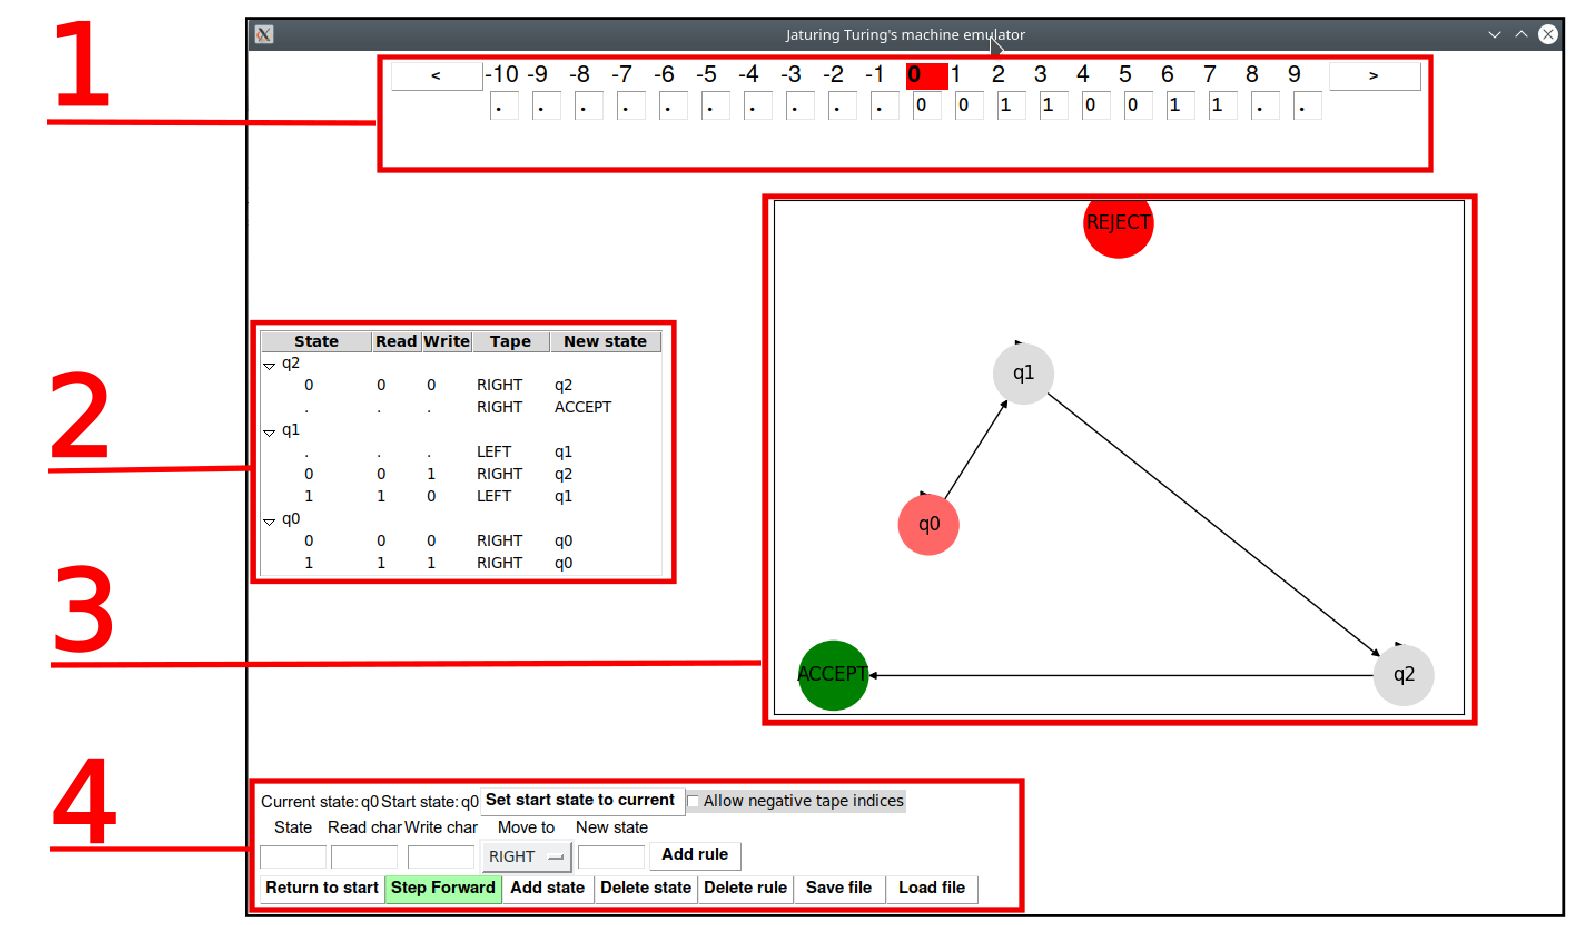 1
Jaturing Turing's machine emulator
< -10 -9 -8 -7 -6 -5 -4 -3 -2 -1 0 1 2 3 4 5 6 7 8 9 >
. . . . . . . . . . 0 0 1 1 0 0 1 1 . .
REJECT
2
State Read Write Tape New state
q2
0 0 0 RIGHT q2
. . . RIGHT ACCEPT
q1
. . . LEFT q1
0 0 1 RIGHT q2
1 1 0 LEFT q1
q0
0 0 0 RIGHT q0
1 1 1 RIGHT q0
q1
q0
3
ACCEPT
q2
4
Current state: q0 Start state: q0 Set start state to current Allow negative tape indices
State Read char Write char Move to New state
RIGHT Add rule
Return to start Step Forward Add state Delete state Delete rule Save file Load file